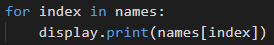 for index in names:
    display.print(names[index])